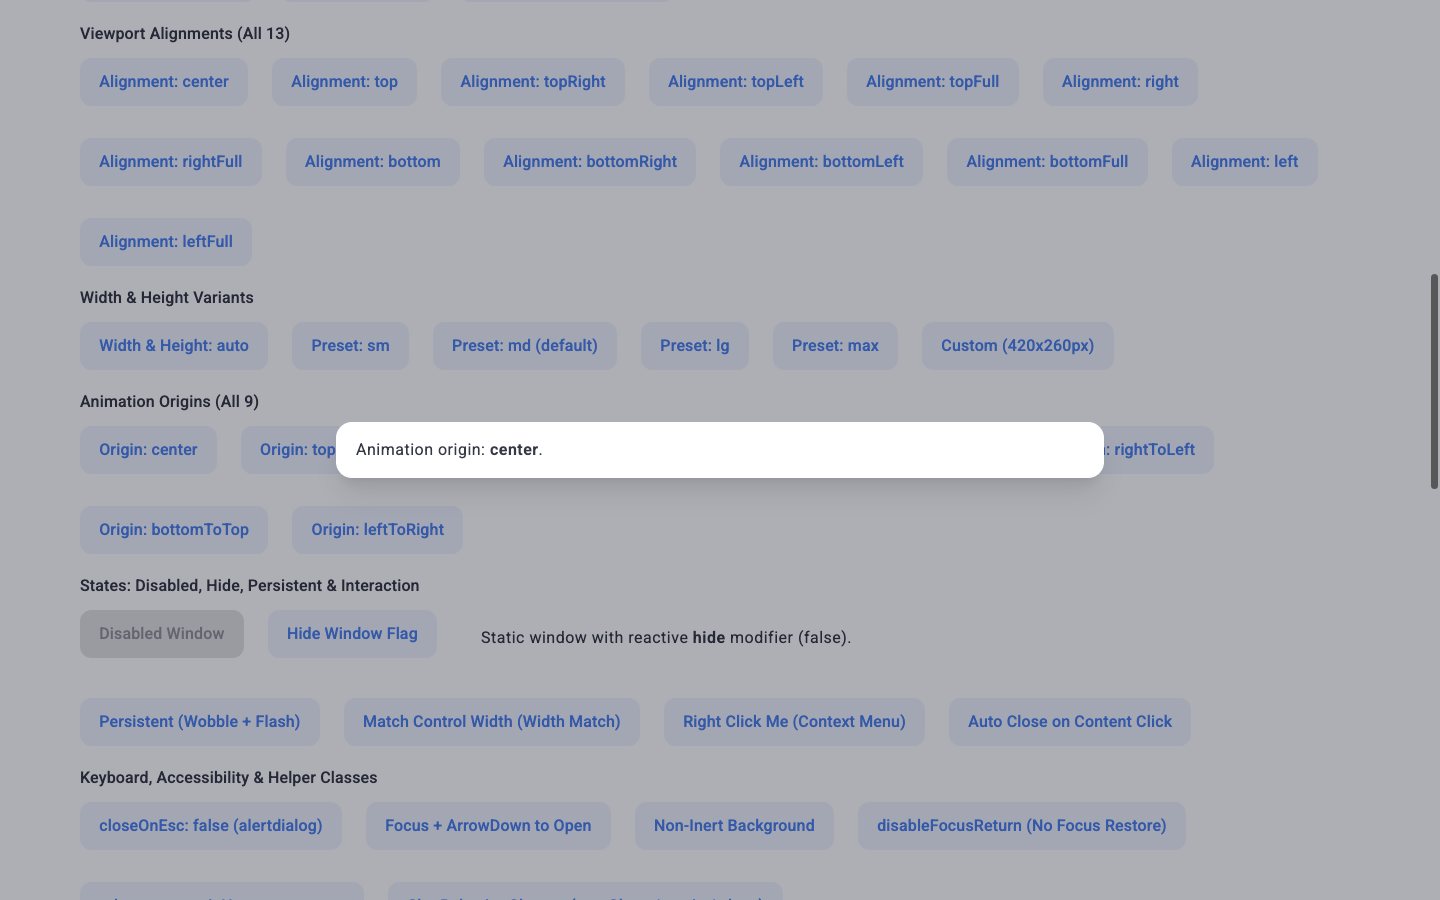 Viewport Alignments (All 13)
Alignment: center
Alignment: top
Alignment: topRight
Alignment: topLeft
Alignment: topFull
Alignment: right
Alignment: rightFull
Alignment: bottom
Alignment: bottomRight
Alignment: bottomLeft
Alignment: bottomFull
Alignment: left
Alignment: leftFull
Width & Height Variants
Width & Height: auto
Preset: sm
Preset: md (default)
Preset: lg
Preset: max
Custom (420x260px)
Animation Origins (All 9)
Origin: center
Origin: top
Animation origin: center.
: rightToLeft
Origin: bottomToTop
Origin: leftToRight
States: Disabled, Hide, Persistent & Interaction
Disabled Window
Hide Window Flag
Static window with reactive hide modifier (false).
Persistent (Wobble + Flash)
Match Control Width (Width Match)
Right Click Me (Context Menu)
Auto Close on Content Click
Keyboard, Accessibility & Helper Classes
closeOnEsc: false (alertdialog)
Focus + ArrowDown to Open
Non-Inert Background
disableFocusReturn (No Focus Restore)